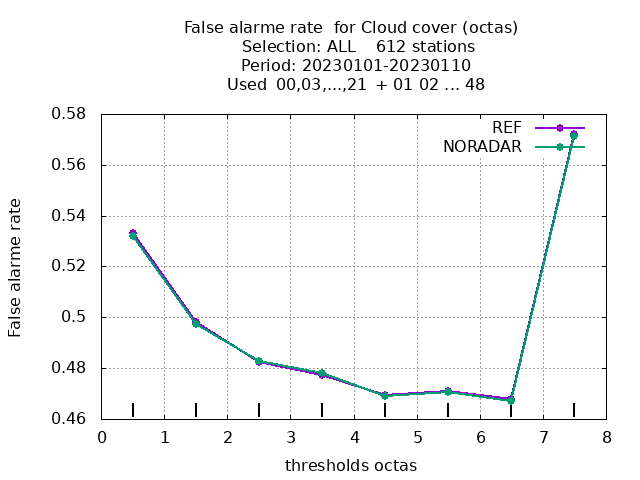 False alarme rate  for Cloud cover (octas)
Selection: ALL    612 stations
Period: 20230101-20230110
Used  00,03,...,21  + 01 02 ... 48
REF
NORADAR
False alarme rate
0.58
0.56
0.54
0.52
0.5
0.48
0.46
0 1 2 3 4 5 6 7 8
thresholds octas